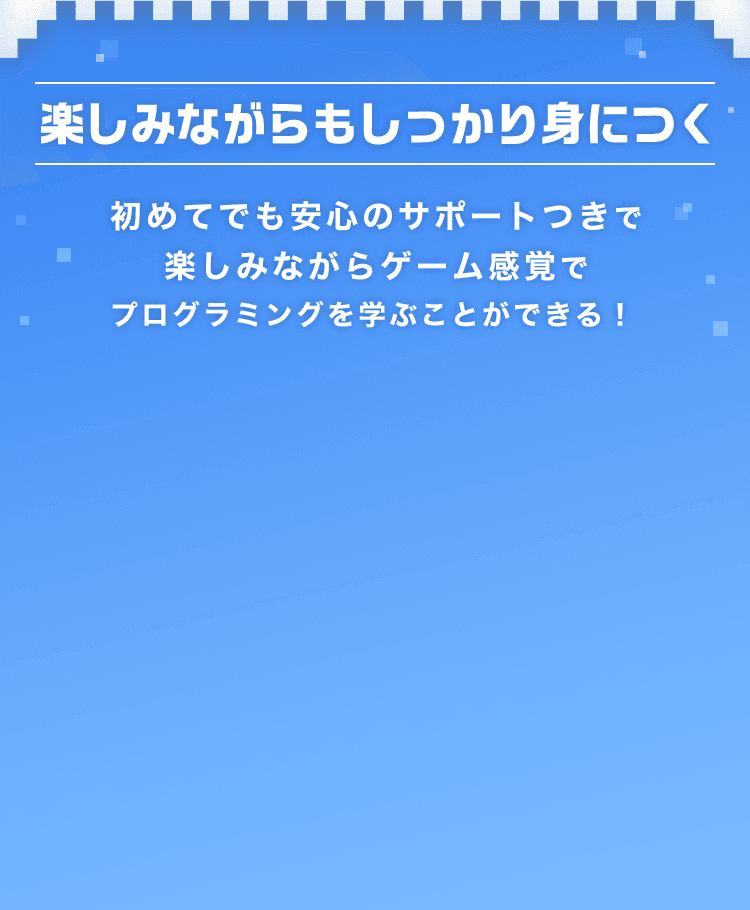 楽しみながらもしっかり身につく
初めてでも安心のサポートつきで
楽しみながらゲーム感覚で
プログラミングを学ぶことができる！